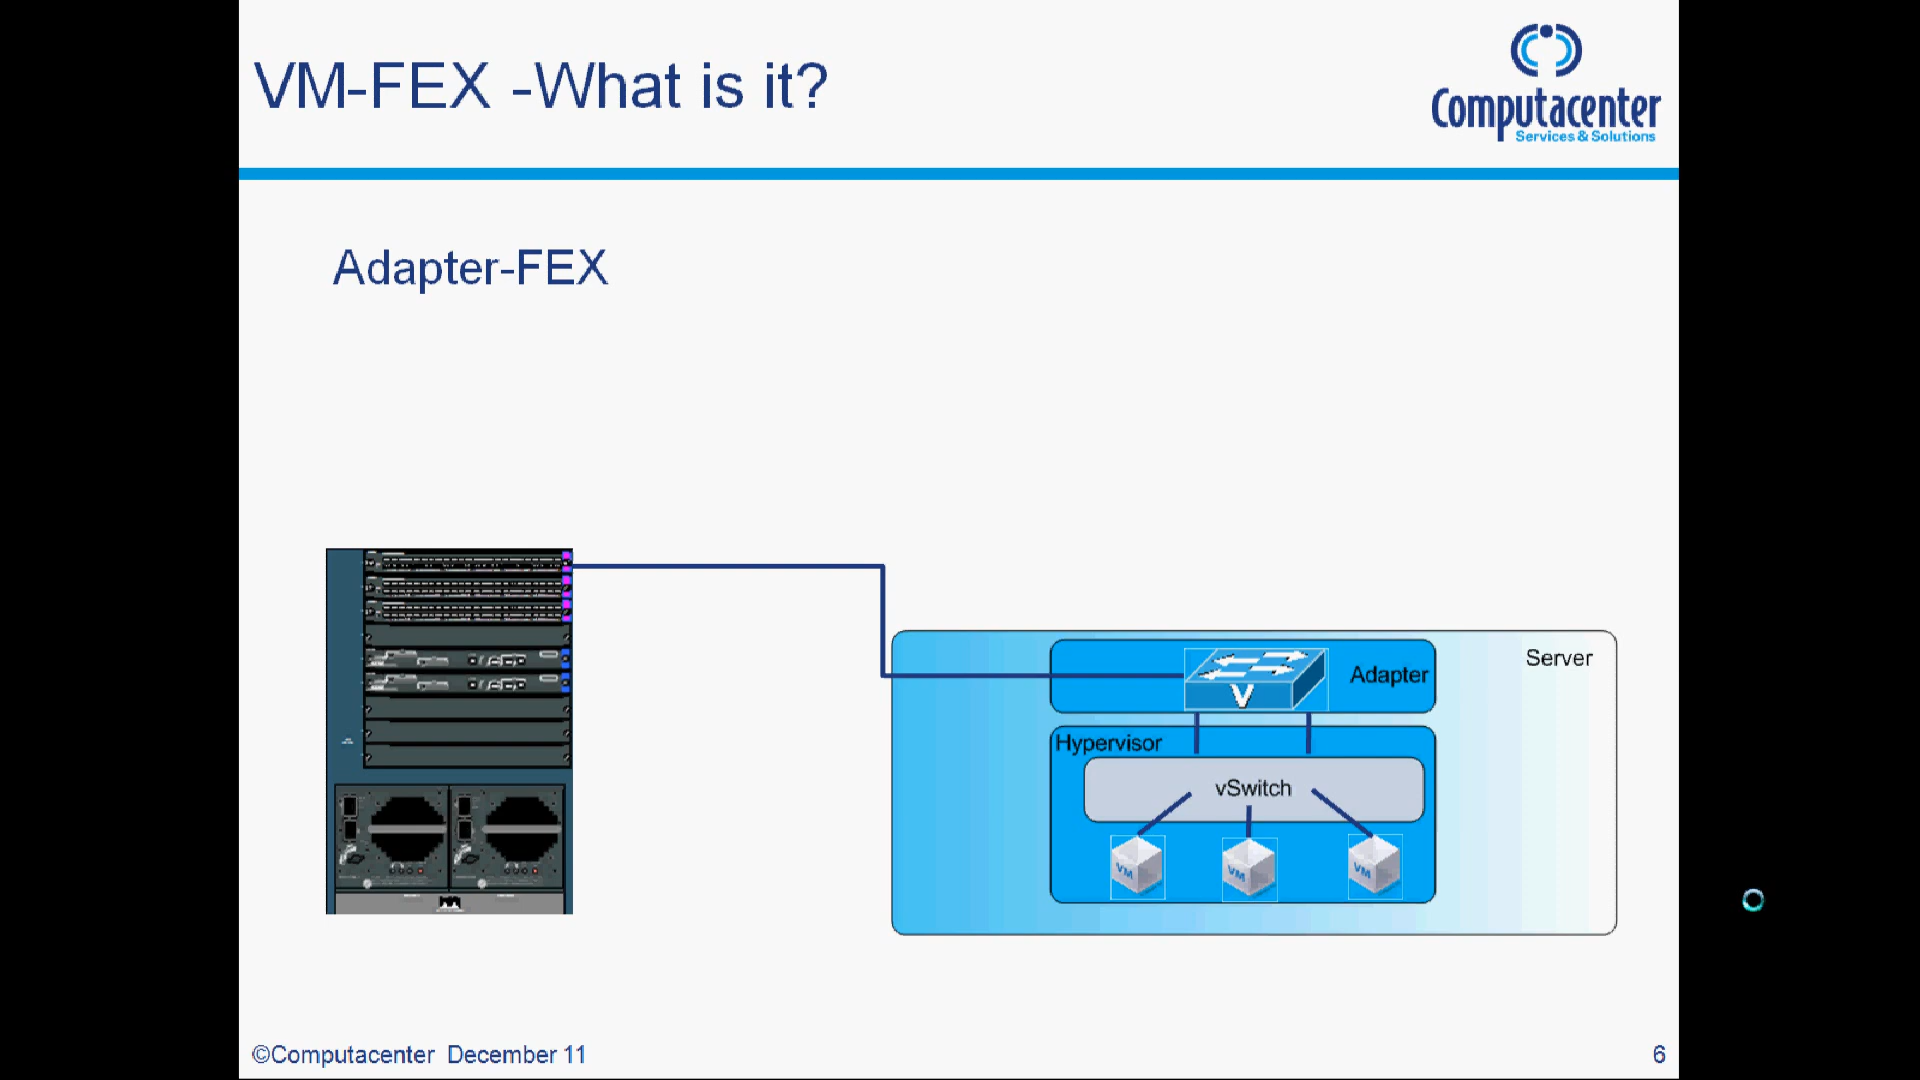 VM-FEX -What is it?
Computacenter
Services & Solutions
Adapter-FEX
Server
Adapter
V
Hypervisor
vSwitch
VM
VM
VM
©Computacenter December 11
6